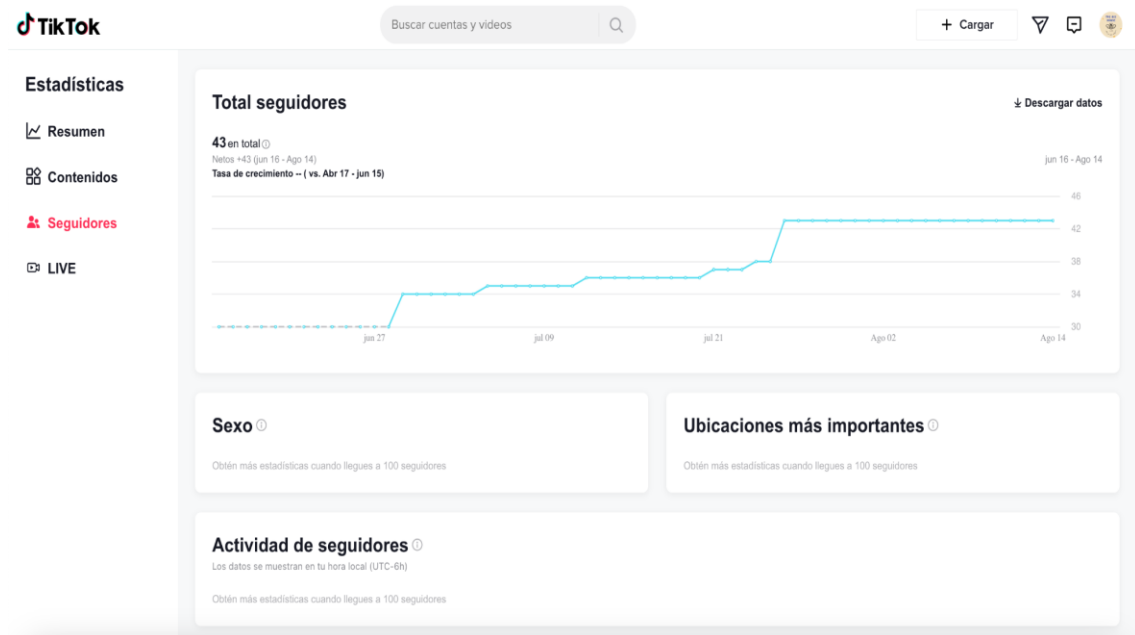 TikTok
Buscar cuentas y videos
+ Cargar
Estadísticas
Resumen
Contenidos
Seguidores
LIVE
Total seguidores
Descargar datos
43 en total
Netos +43 (jun 16 - Ago 14)
jun 16 - Ago 14
Tasa de crecimiento -- ( vs. Abr 17 - jun 15)
46
42
38
34
30
jun 27
jul 09
jul 21
Ago 02
Ago 14
Sexo
Obtén más estadísticas cuando llegues a 100 seguidores
Ubicaciones más importantes
Obtén más estadísticas cuando llegues a 100 seguidores
Actividad de seguidores
Los datos se muestran en tu hora local (UTC-6h)
Obtén más estadísticas cuando llegues a 100 seguidores